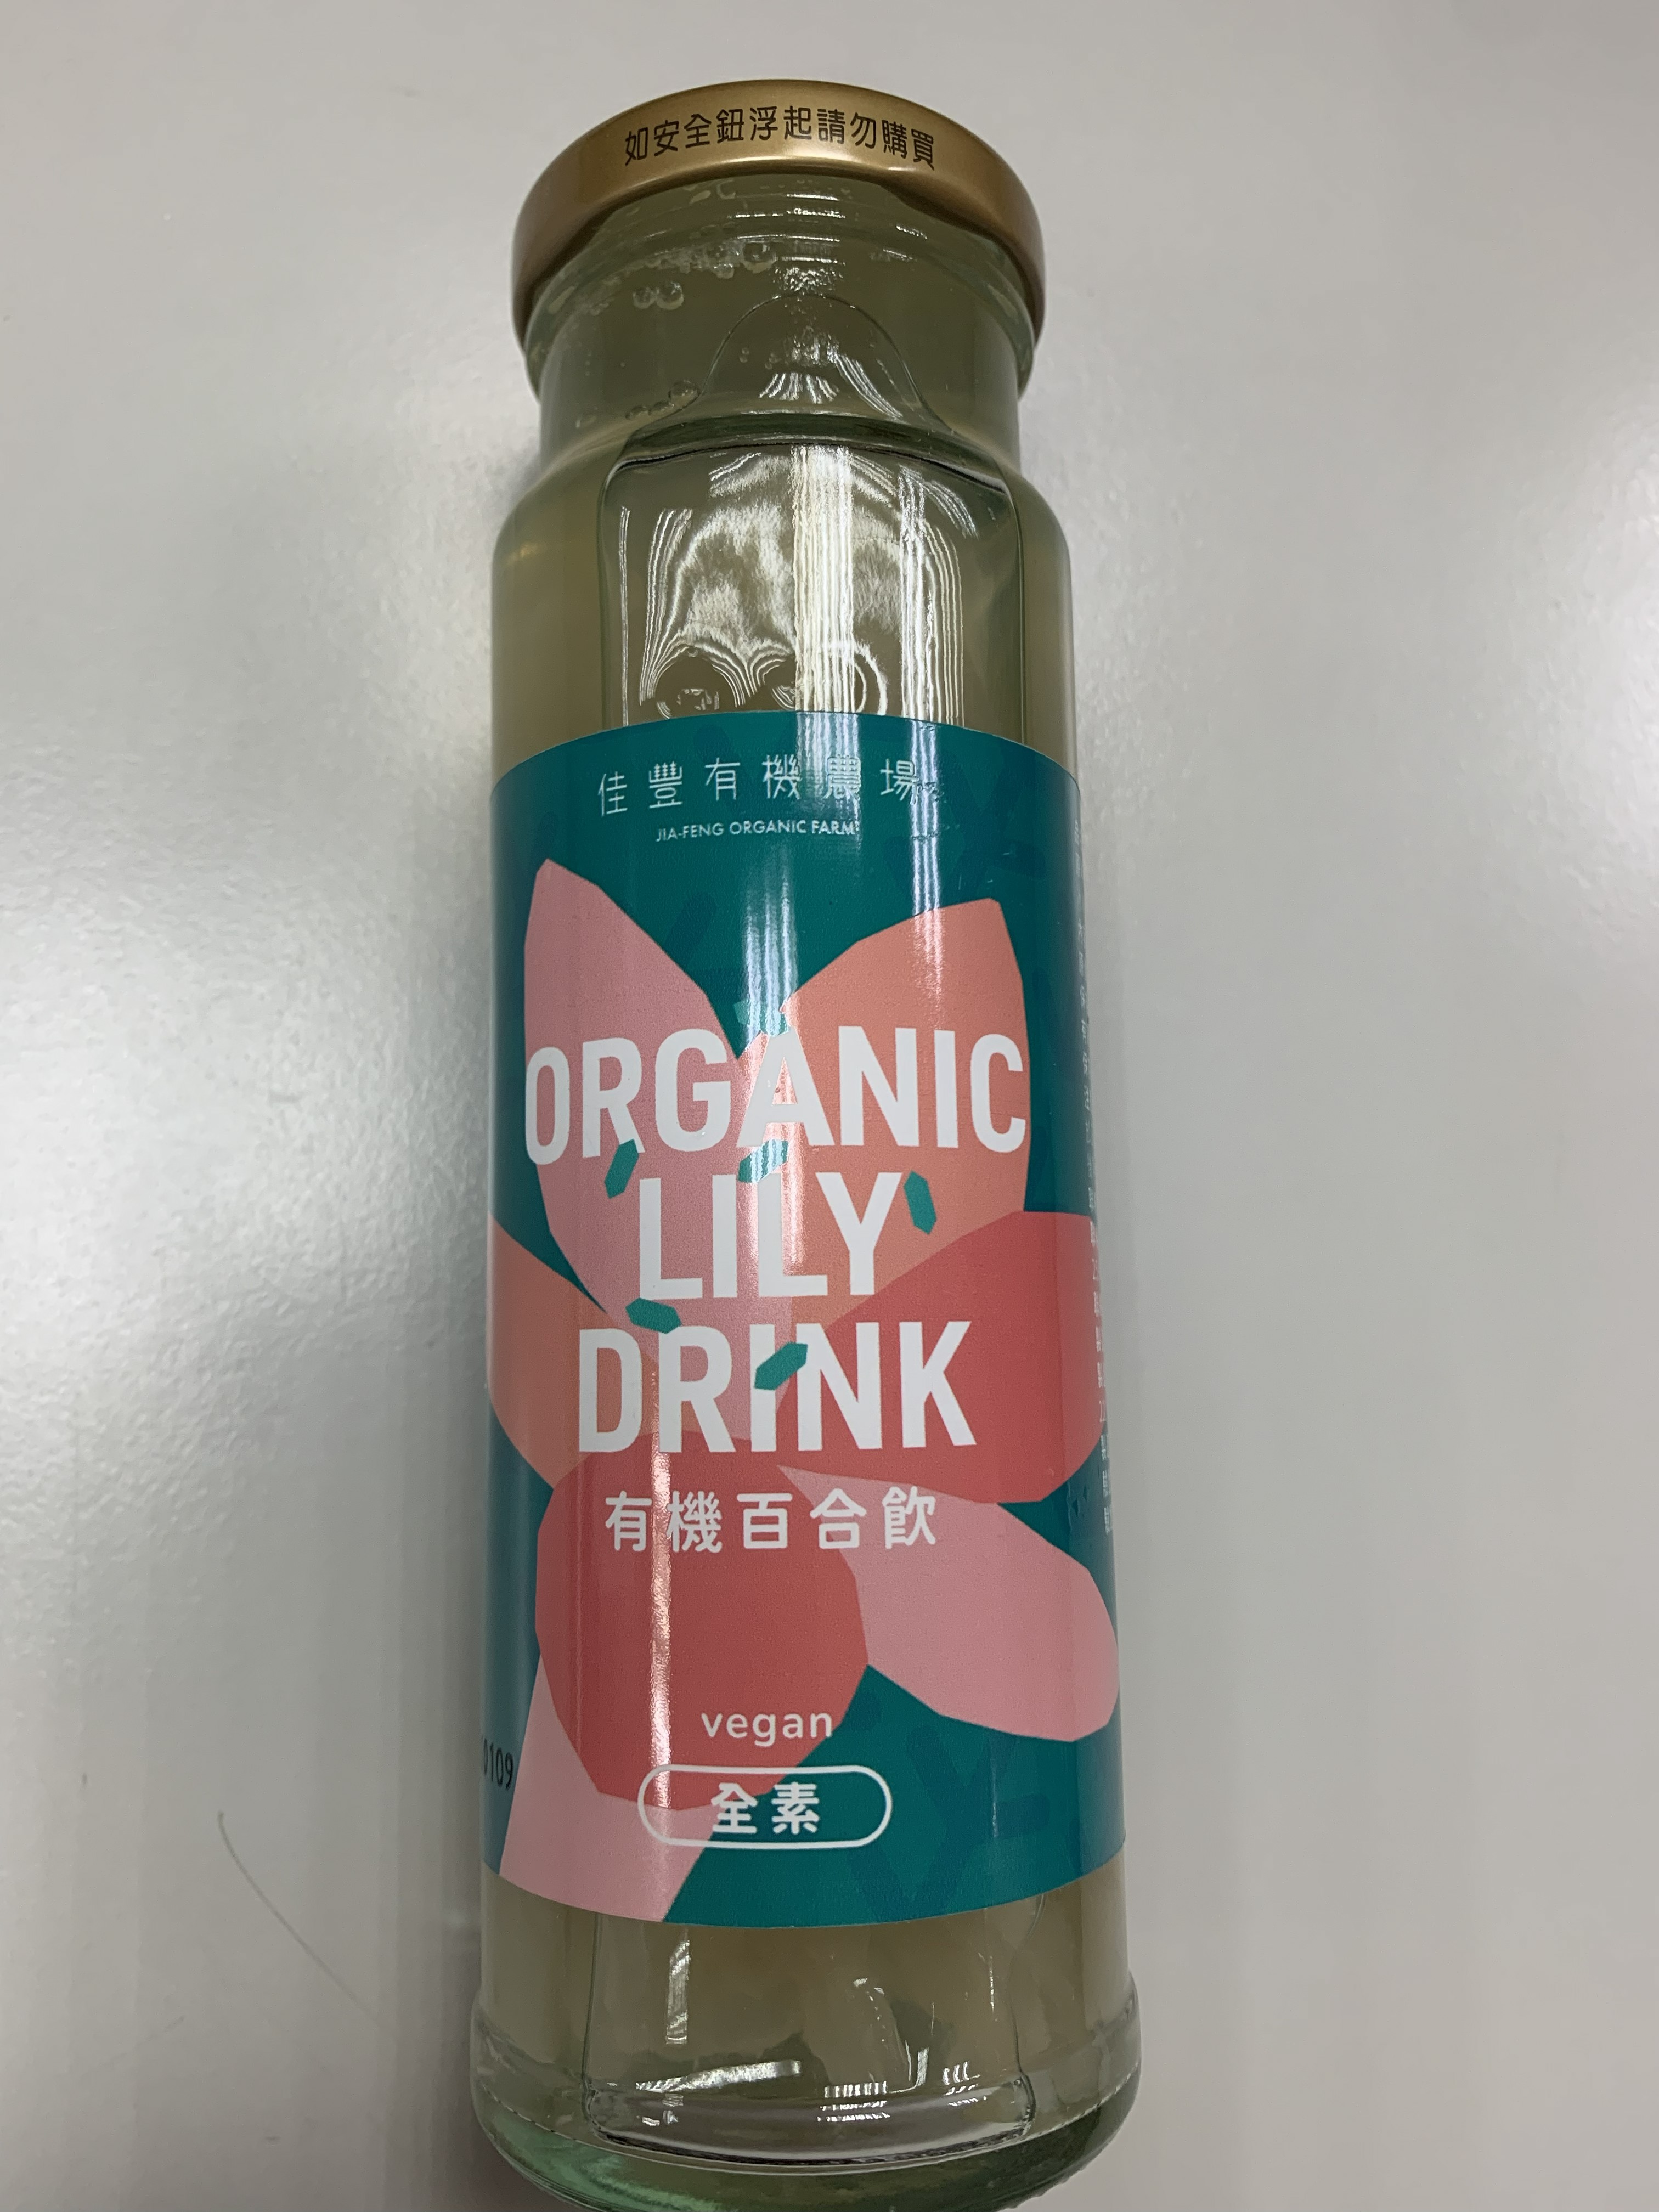 如安全鈕浮起請勿購買
佳豐有機農場
JIA-FENG ORGANIC FARM
ORGANIC
LILY
DRINK
有機百合飲
vegan
全素
0109